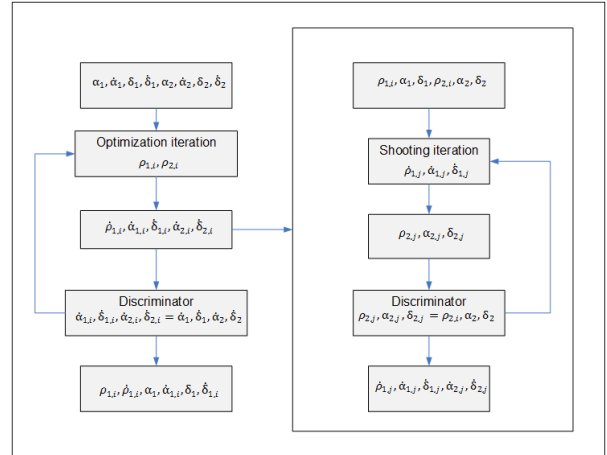 α₁, α̇₁, δ₁, δ̇₁, α₂, α̇₂, δ₂, δ̇₂
Optimization iteration
ρ₁,ᵢ, ρ₂,ᵢ
ρ̇₁,ᵢ, α̇₁,ᵢ, δ̇₁,ᵢ, α̇₂,ᵢ, δ̇₂,ᵢ
Discriminator
α̇₁,ᵢ, δ̇₁,ᵢ, α̇₂,ᵢ, δ̇₂,ᵢ = α̇₁, δ̇₁, α̇₂, δ̇₂
ρ₁,ᵢ, ρ̇₁,ᵢ, α₁, α̇₁,ᵢ, δ₁, δ̇₁,ᵢ
ρ₁,ᵢ, α₁, δ₁, ρ₂,ᵢ, α₂, δ₂
Shooting iteration
ρ̇₁,ⱼ, α̇₁,ⱼ, δ̇₁,ⱼ
ρ₂,ⱼ, α₂,ⱼ, δ₂,ⱼ
Discriminator
ρ₂,ⱼ, α₂,ⱼ, δ₂,ⱼ = ρ₂,ᵢ, α₂, δ₂
ρ̇₁,ⱼ, α̇₁,ⱼ, δ̇₁,ⱼ, α̇₂,ⱼ, δ̇₂,ⱼ